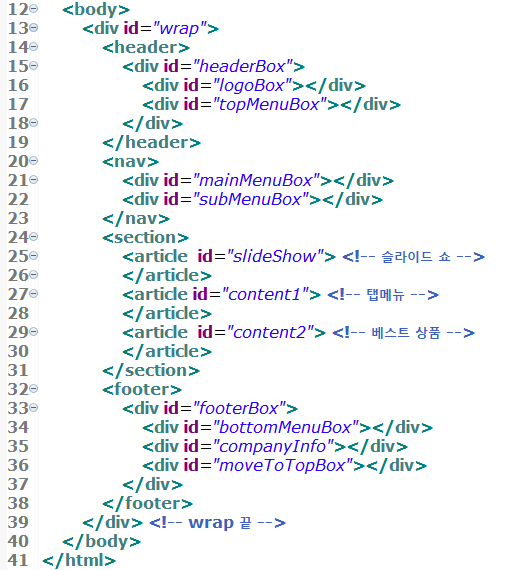 12 <body>
13 <div id="wrap">
14 <header>
15 <div id="headerBox">
16 <div id="logoBox"></div>
17 <div id="topMenuBox"></div>
18 </div>
19 </header>
20 <nav>
21 <div id="mainMenuBox"></div>
22 <div id="subMenuBox"></div>
23 </nav>
24 <section>
25 <article id="slideShow"> <!-- 슬라이드 쇼 -->
26 </article>
27 <article id="content1"> <!-- 탭메뉴 -->
28 </article>
29 <article id="content2"> <!-- 베스트 상품 -->
30 </article>
31 </section>
32 <footer>
33 <div id="footerBox">
34 <div id="bottomMenuBox"></div>
35 <div id="companyInfo"></div>
36 <div id="moveToTopBox"></div>
37 </div>
38 </footer>
39 </div> <!-- wrap 끝 -->
40 </body>
41 </html>